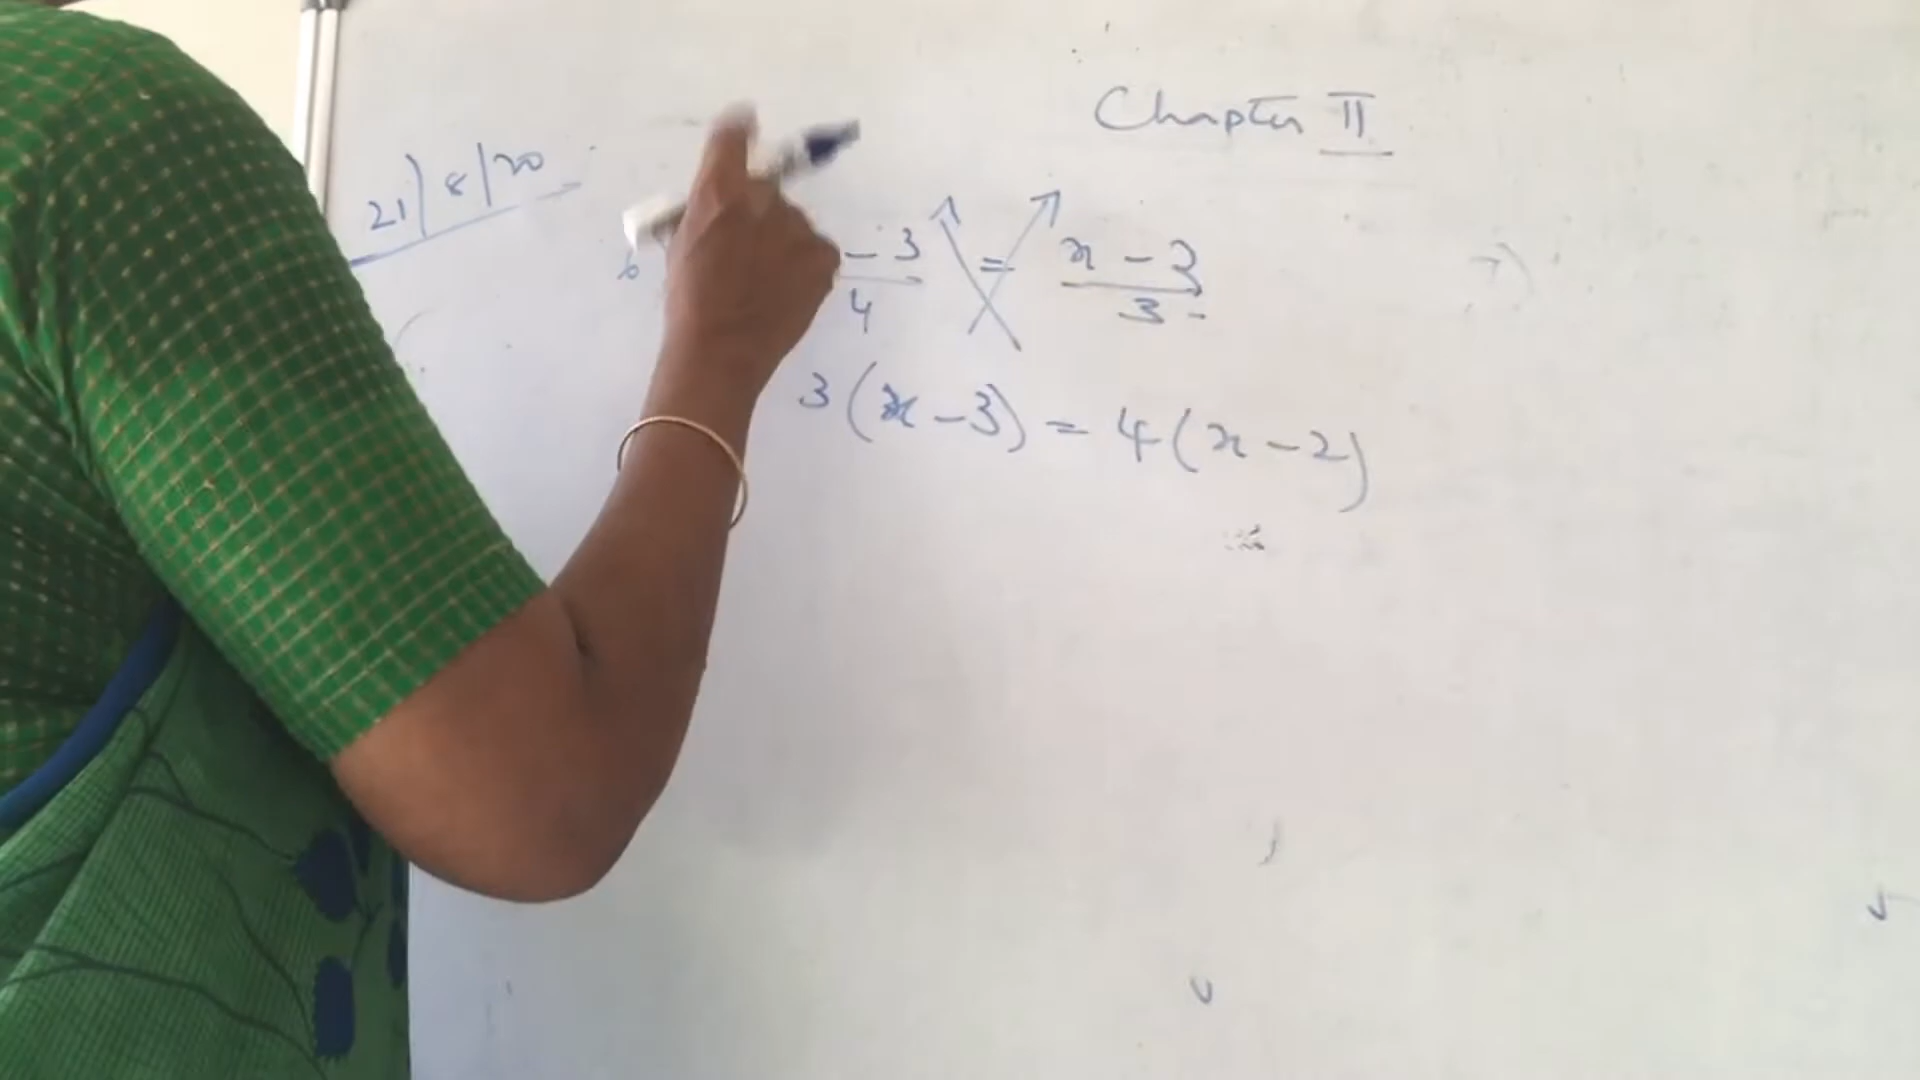 Chapter II
21/8/20
- 3 = x - 3
4 3
3(x - 3) = 4(x - 2)